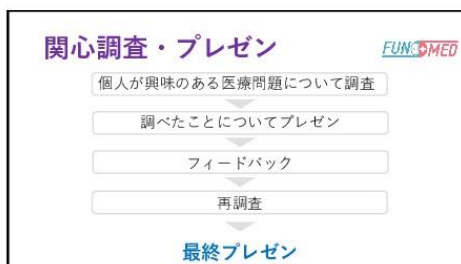 関心調査・プレゼン
FUN MED
個人が興味のある医療問題について調査
調べたことについてプレゼン
フィードバック
再調査
最終プレゼン